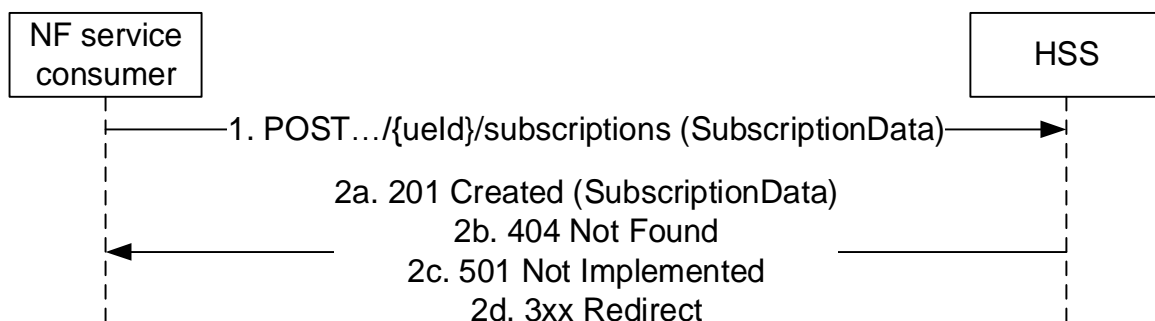 NF service
consumer
HSS
1. POST…/{ueId}/subscriptions (SubscriptionData)
2a. 201 Created (SubscriptionData)
2b. 404 Not Found
2c. 501 Not Implemented
2d. 3xx Redirect